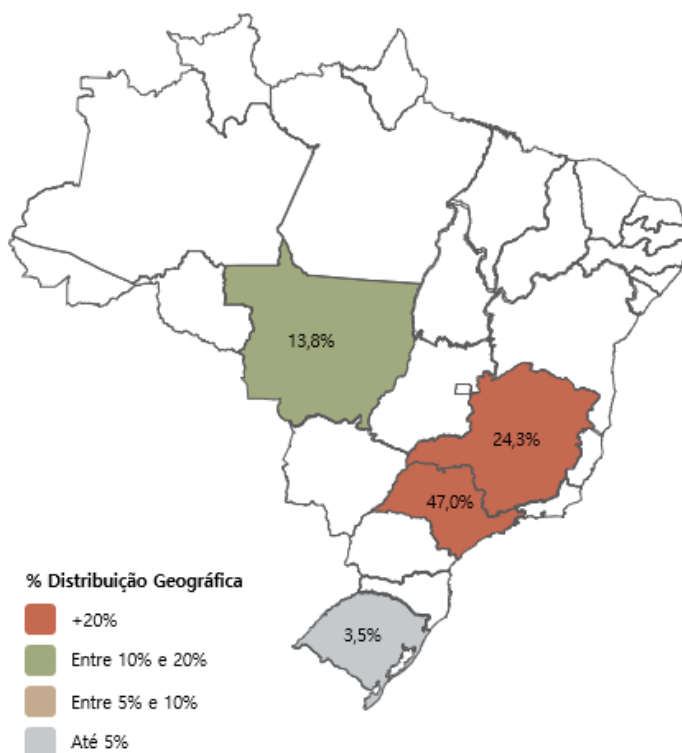 13,8%
24,3%
47,0%
3,5%
% Distribuição Geográfica
+20%
Entre 10% e 20%
Entre 5% e 10%
Até 5%